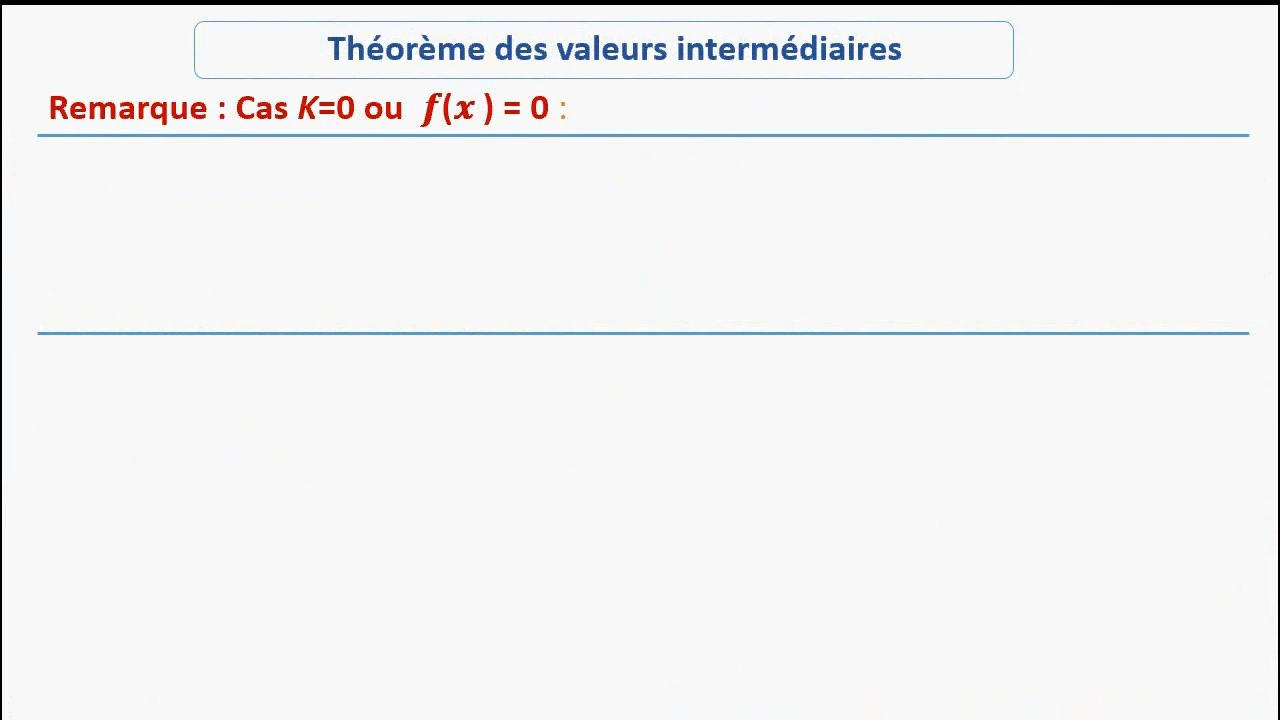 Théorème des valeurs intermédiaires
Remarque : Cas K=0 ou f(x ) = 0 :